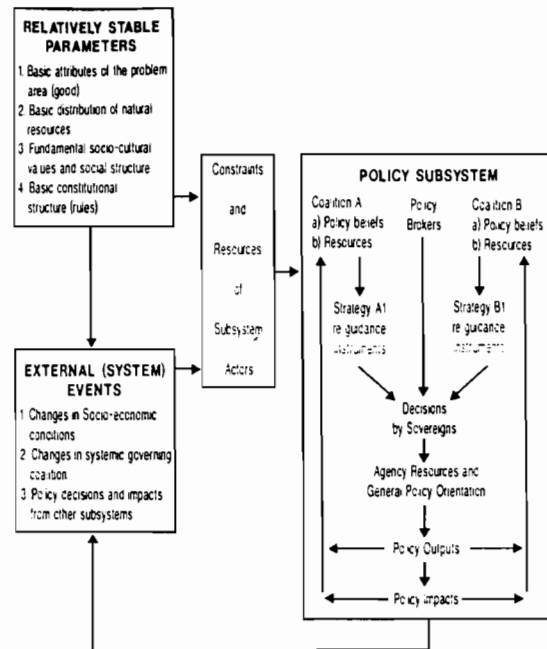 RELATIVELY STABLE
PARAMETERS
1 Basic attributes of the problem
area (good)
2 Basic distribution of natural
resources
3 Fundamental socio-cultural
values and social structure
4 Basic constitutional
structure (rules)
EXTERNAL (SYSTEM)
EVENTS
1 Changes in Socio-economic
conditions
2 Changes in systemic governing
coalition
3 Policy decisions and impacts
from other subsystems
Constraints
and
Resources
of
Subsystem
Actors
POLICY SUBSYSTEM
Coalition A
a) Policy beliefs
b) Resources
Policy
Brokers
Coalition B
a) Policy beliefs
b) Resources
Strategy A1
re guidance
instruments
Strategy B1
re guidance
instruments
Decisions
by Sovereigns
Agency Resources and
General Policy Orientation
Policy Outputs
Policy Impacts